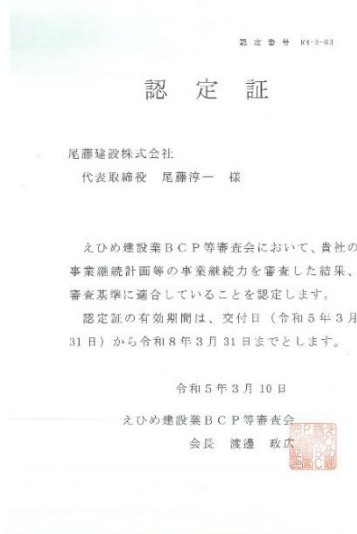 認定番号 R4-2-03
認定証
尾藤建設株式会社
代表取締役 尾藤淳一 様
えひめ建設業BCP等審査会において、貴社の
事業継続計画等の事業継続力を審査した結果、
審査基準に適合していることを認定します。
認定証の有効期間は、交付日(令和5年3月
31日)から令和8年3月31日までとします。
令和5年3月10日
えひめ建設業BCP等審査会
会長 渡邊 政広